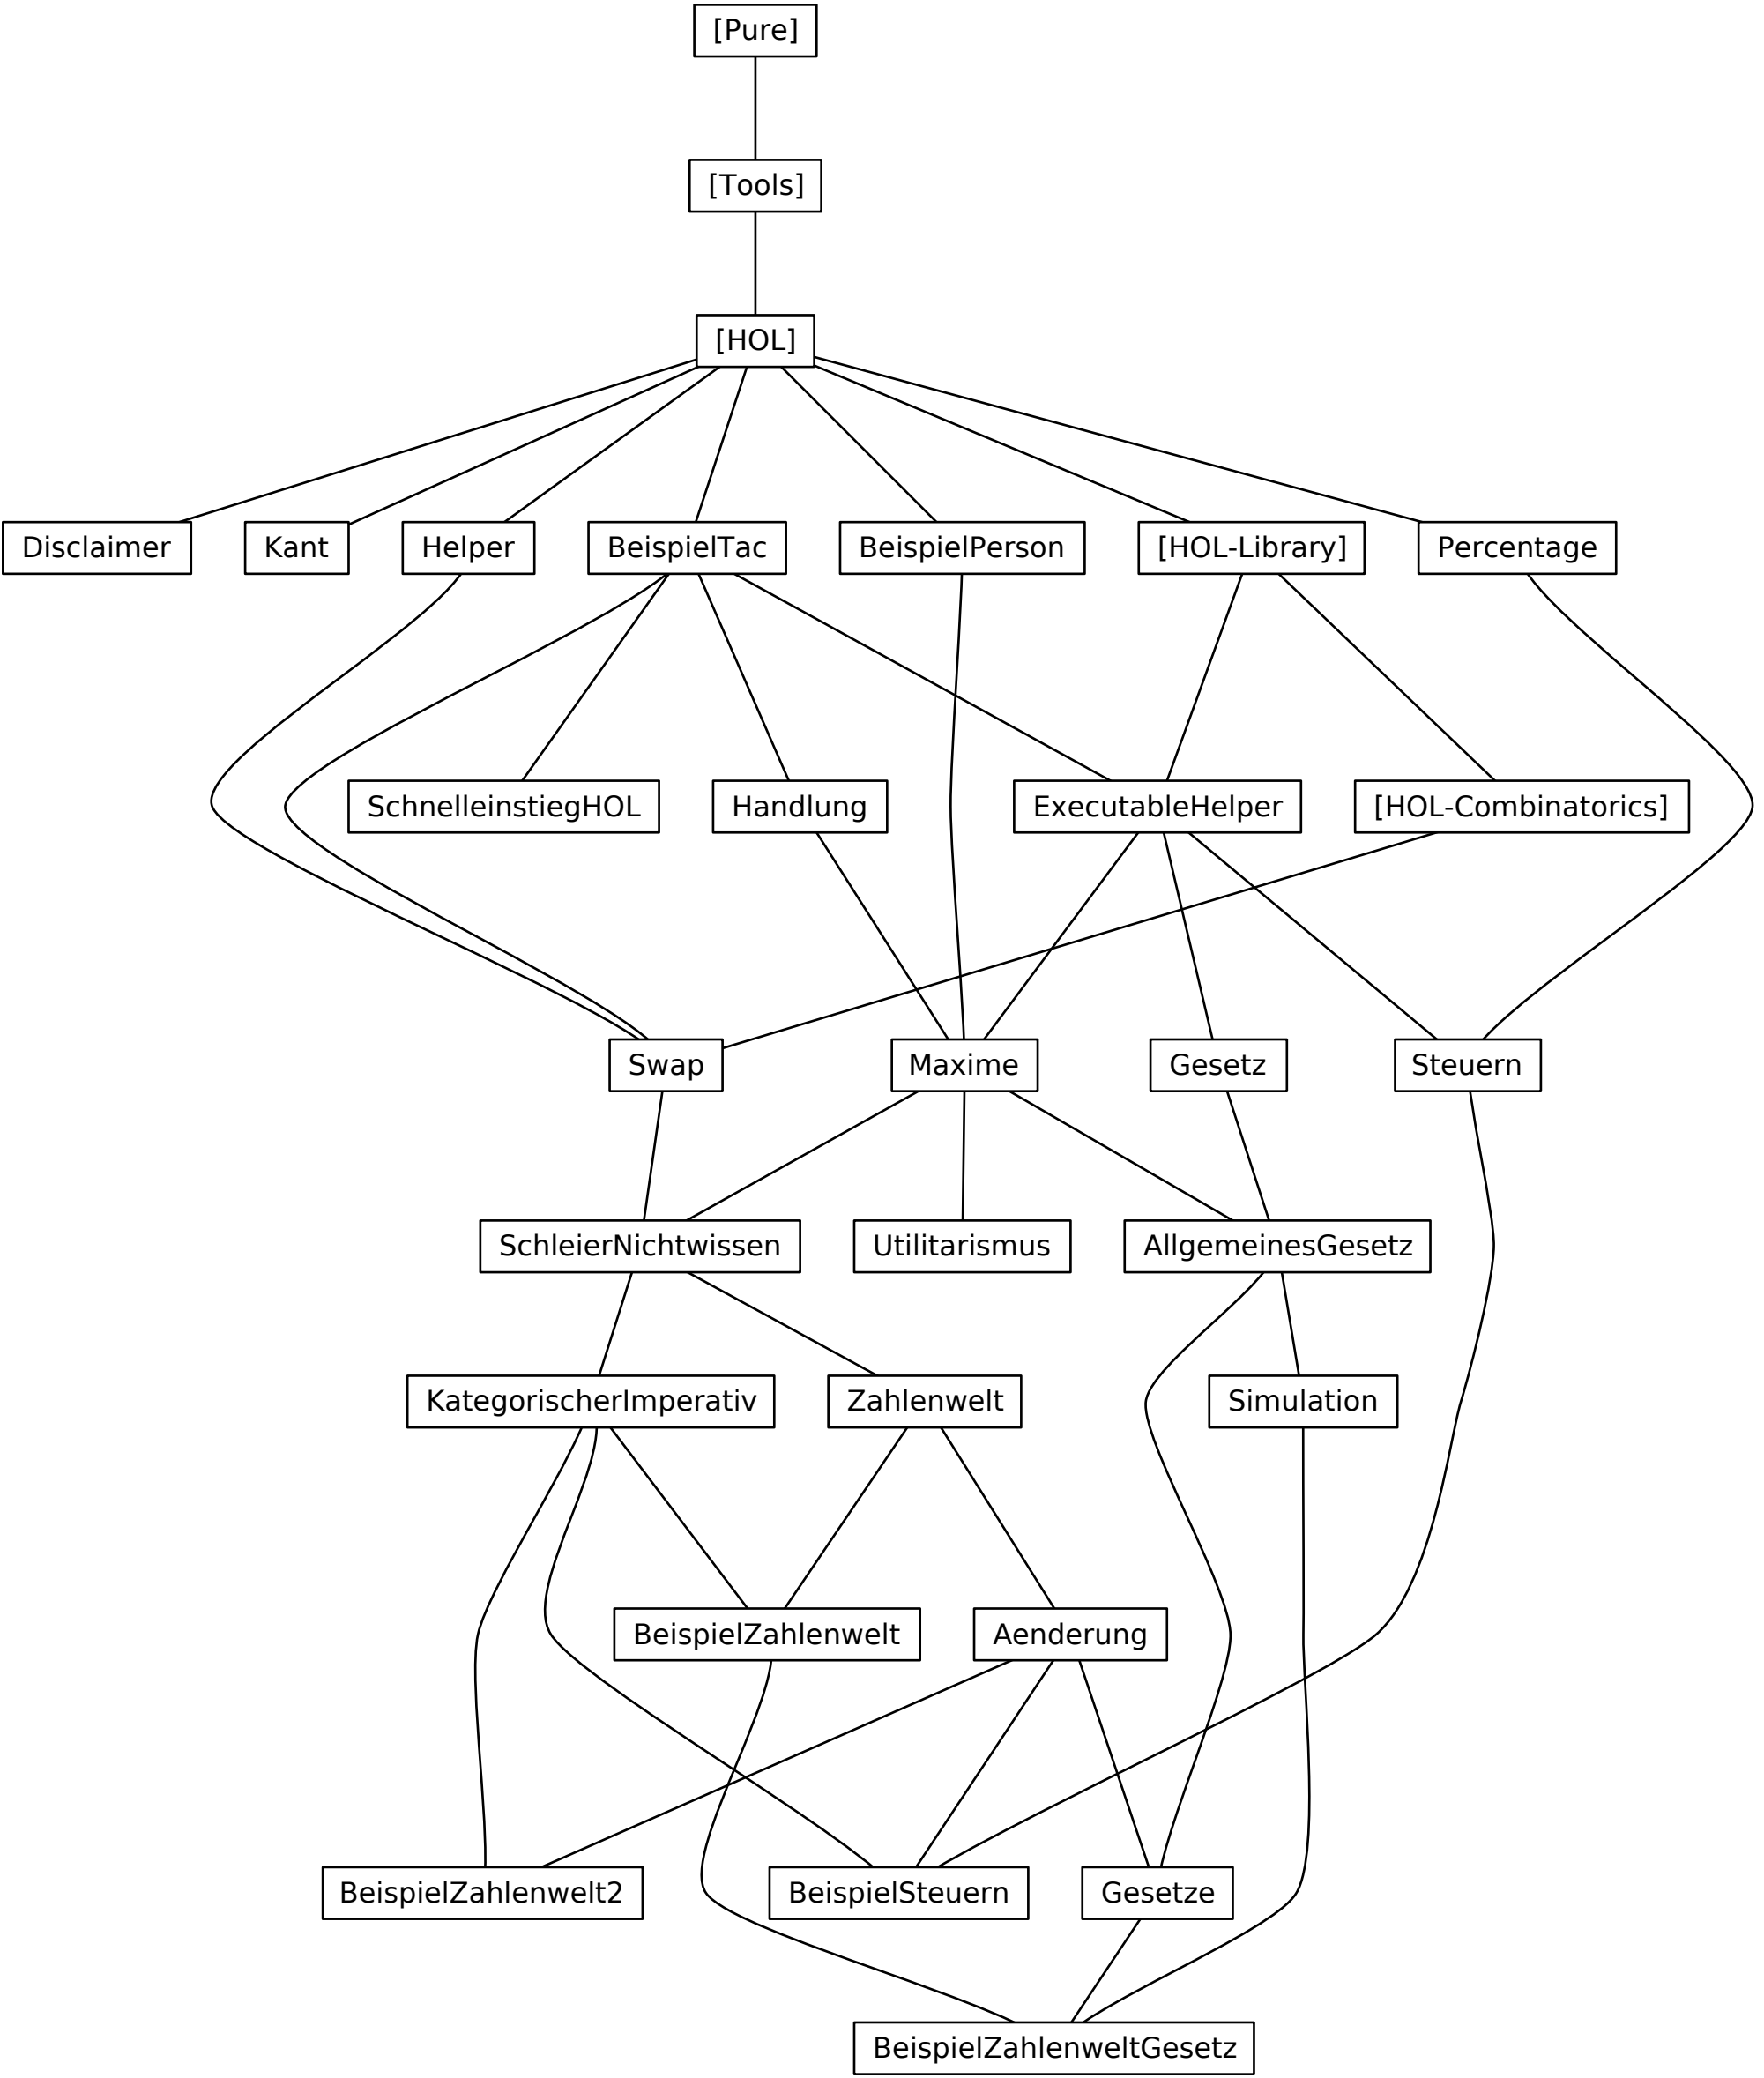 [Pure]
[Tools]
[HOL]
Disclaimer
Kant
Helper
BeispielTac
BeispielPerson
[HOL-Library]
Percentage
SchnelleinstiegHOL
Handlung
ExecutableHelper
[HOL-Combinatorics]
Swap
Maxime
Gesetz
Steuern
SchleierNichtwissen
Utilitarismus
AllgemeinesGesetz
KategorischerImperativ
Zahlenwelt
Simulation
BeispielZahlenwelt
Aenderung
BeispielZahlenwelt2
BeispielSteuern
Gesetze
BeispielZahlenweltGesetz